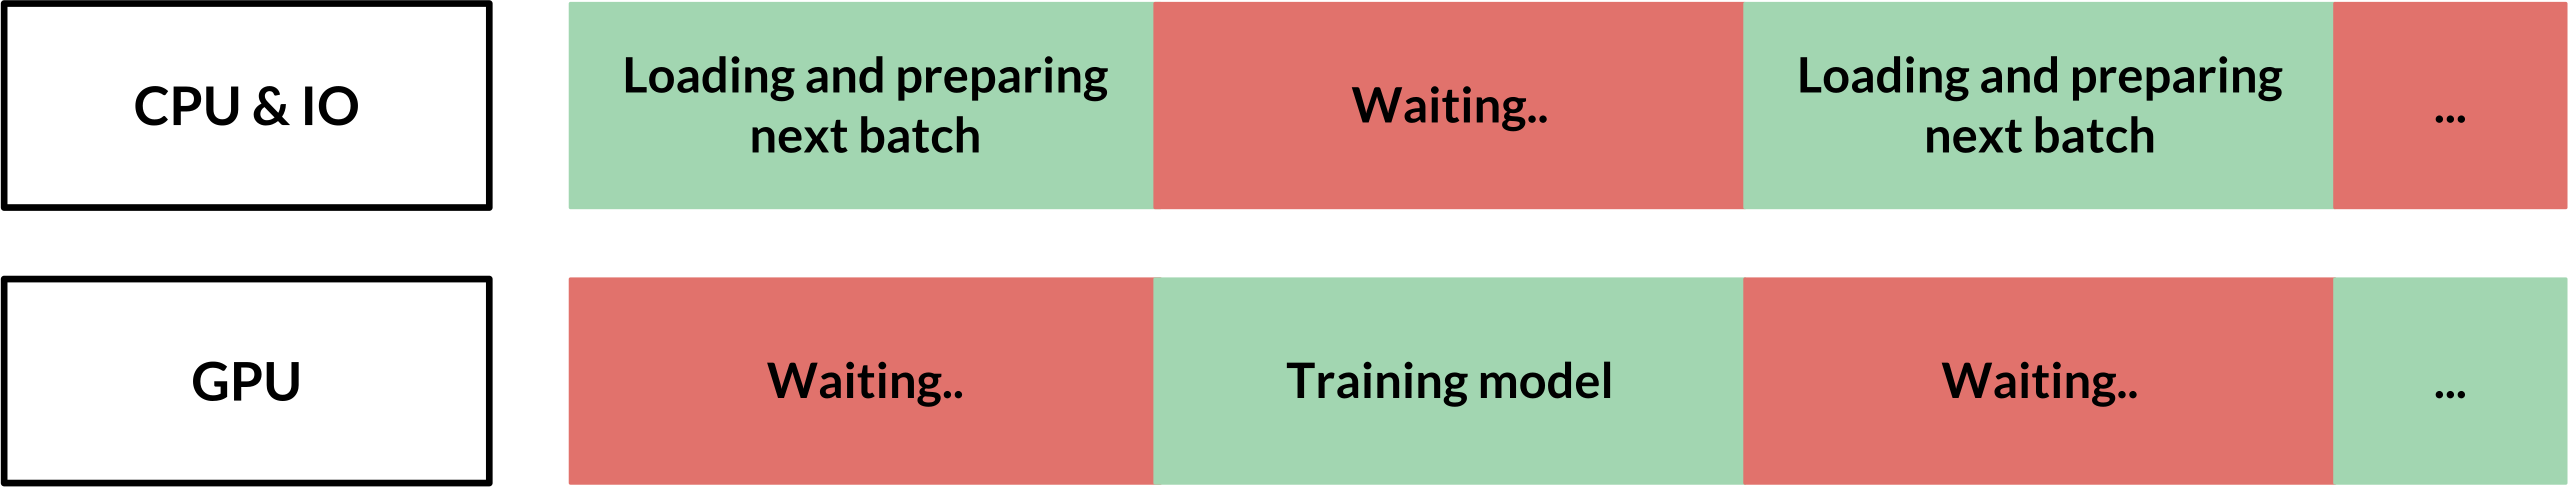 CPU & IO
Loading and preparing
next batch
Waiting..
Loading and preparing
next batch
...
GPU
Waiting..
Training model
Waiting..
...